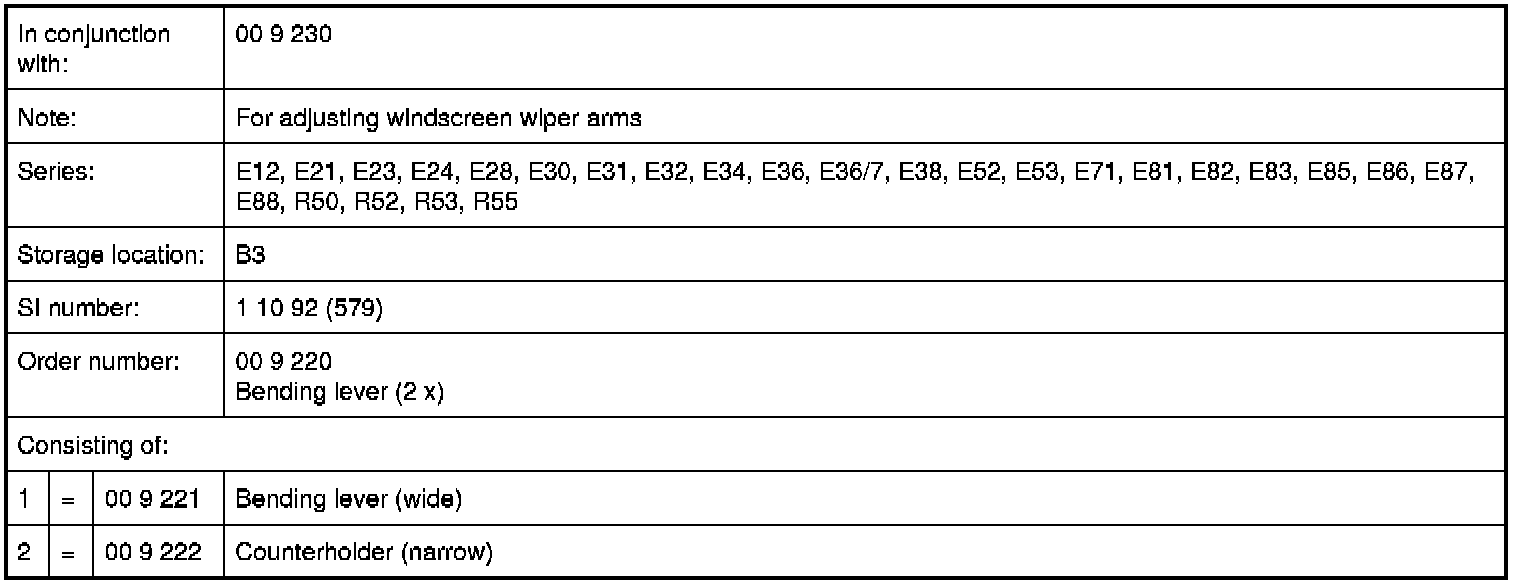 In conjunction
with:
00 9 230
Note:
For adjusting windscreen wiper arms
Series:
E12, E21, E23, E24, E28, E30, E31, E32, E34, E36, E36/7, E38, E52, E53, E71, E81, E82, E83, E85, E86, E87,
E88, R50, R52, R53, R55
Storage location:
B3
SI number:
1 10 92 (579)
Order number:
00 9 220
Bending lever (2 x)
Consisting of:
1 = 00 9 221 Bending lever (wide)
2 = 00 9 222 Counterholder (narrow)